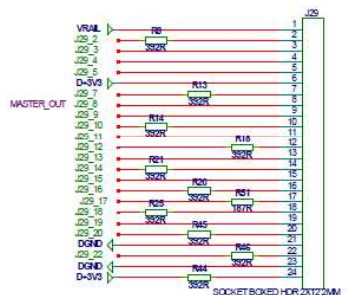 J29
VRAIL 1
R8
J29_2 2
392R
J29_3 3
J29_4 4
J29_5 5
D+3V3 6
R13
J29_7 7
392R
MASTER_OUT J29_8 8
J29_9 9
R14
J29_10 10
392R
J29_11 11
R18
J29_12 12
392R
J29_13 13
R21
J29_14 14
392R
J29_15 15
R20
J29_16 16
392R R51
J29_17 17
187R
R25
J29_18 18
392R
J29_19 19
R45
J29_20 20
392R
DGND 21
R46
J29_22 22
392R
DGND 23
R44
D+3V3 24
392R
SOCKET BOXED HDR 2X12 2MM